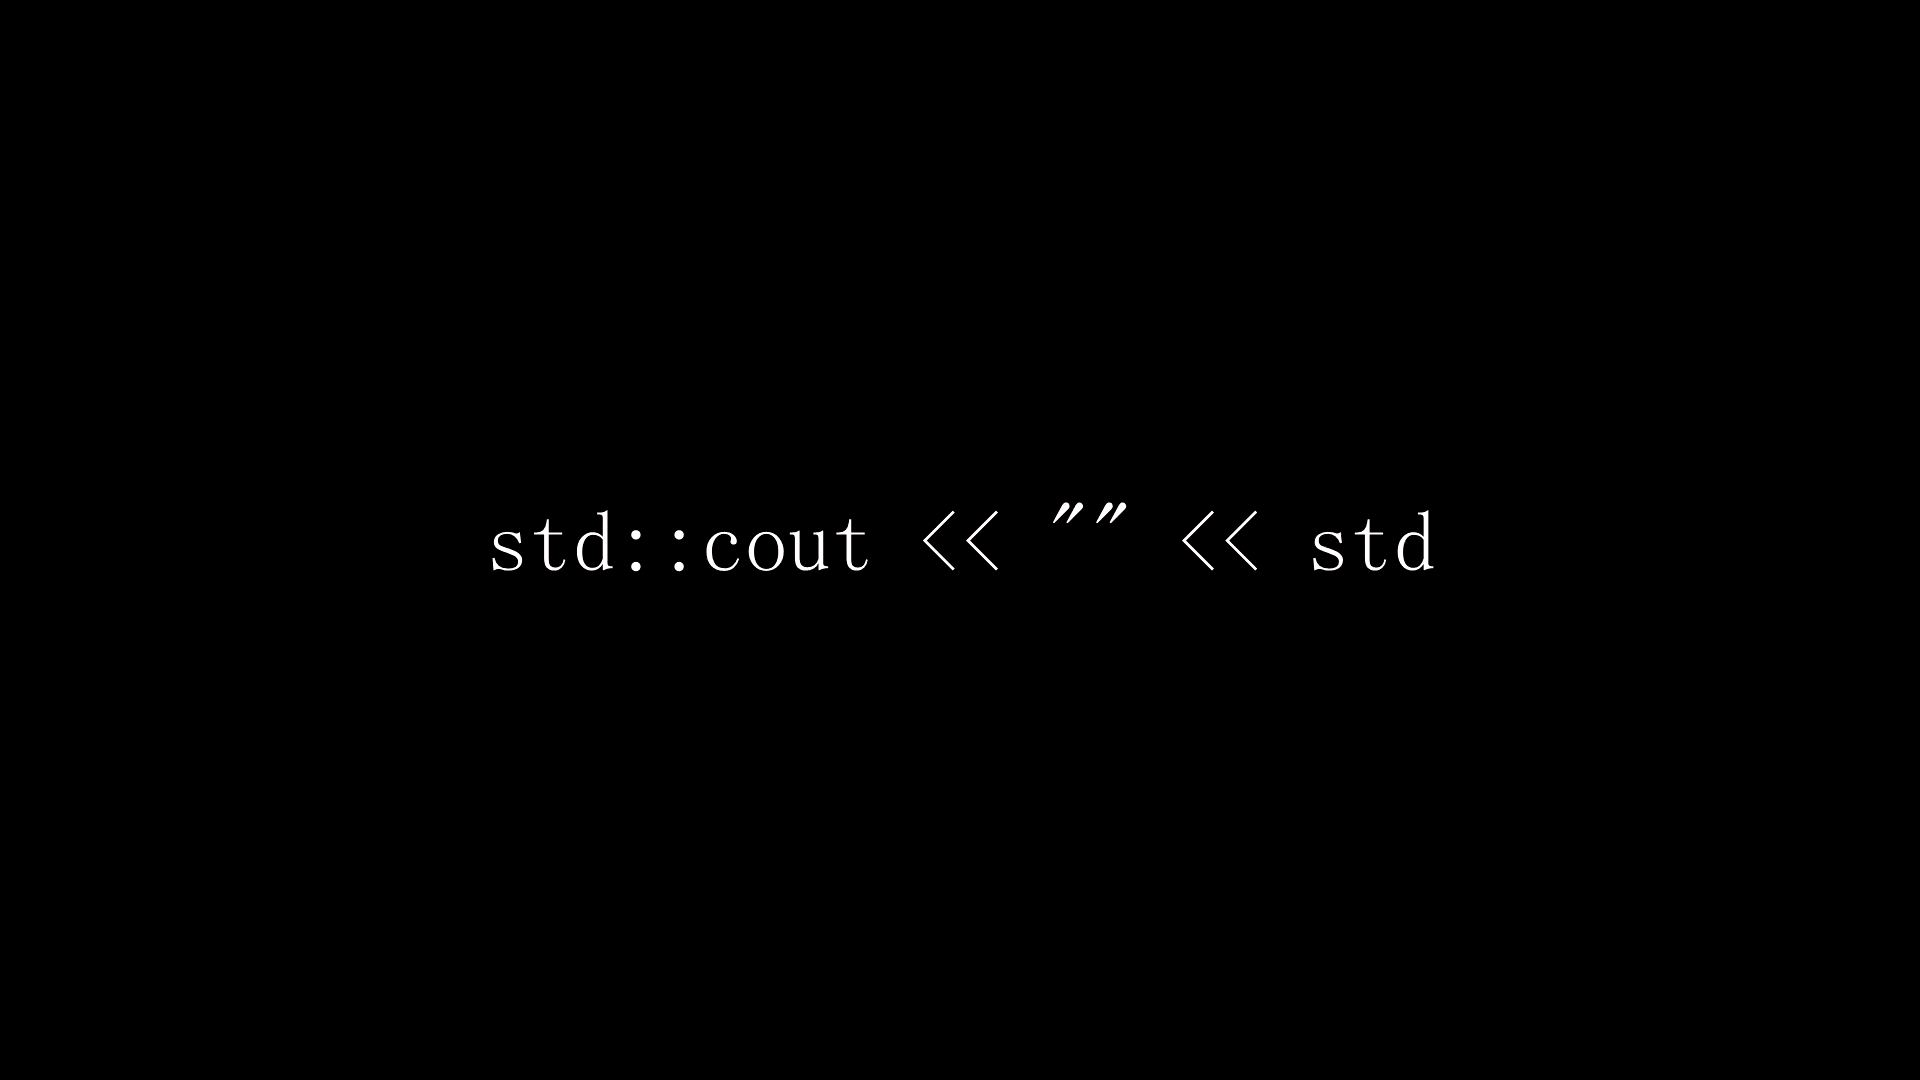 std::cout << "" << std